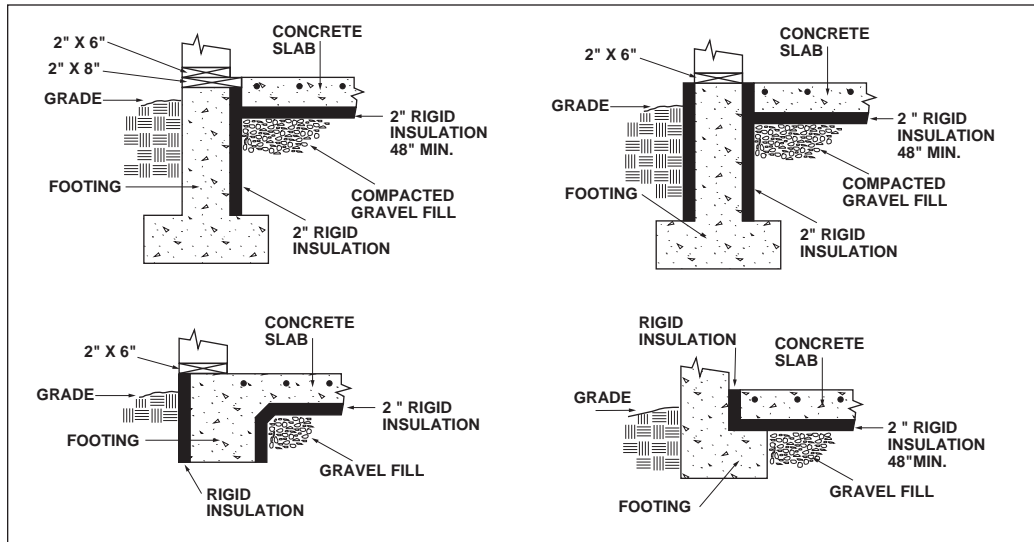 2" X 6"
2" X 8"
GRADE
FOOTING
CONCRETE
SLAB
2" RIGID
INSULATION
48" MIN.
COMPACTED
GRAVEL FILL
2" RIGID
INSULATION
2" X 6"
GRADE
FOOTING
CONCRETE
SLAB
2 " RIGID
INSULATION
48" MIN.
COMPACTED
GRAVEL FILL
2" RIGID
INSULATION
2" X 6"
GRADE
FOOTING
CONCRETE
SLAB
2 " RIGID
INSULATION
GRAVEL FILL
RIGID
INSULATION
RIGID
INSULATION
CONCRETE
SLAB
GRADE
2 " RIGID
INSULATION
48"MIN.
GRAVEL FILL
FOOTING